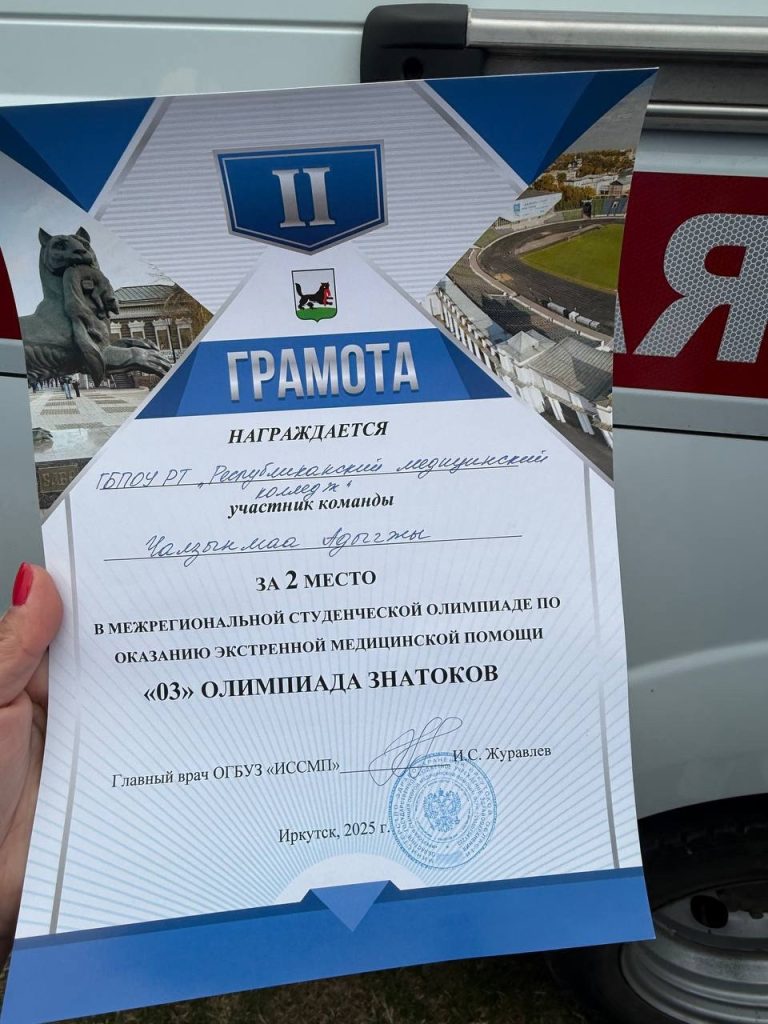 II
ГРАМОТА
НАГРАЖДАЕТСЯ
ГБПОУ РТ "Республиканский медицинский
колледж"
участник команды
Чалзынмаа Адыгжы
ЗА 2 МЕСТО
В МЕЖРЕГИОНАЛЬНОЙ СТУДЕНЧЕСКОЙ ОЛИМПИАДЕ ПО
ОКАЗАНИЮ ЭКСТРЕННОЙ МЕДИЦИНСКОЙ ПОМОЩИ
«03» ОЛИМПИАДА ЗНАТОКОВ
Главный врач ОГБУЗ «ИССМП» И.С. Журавлев
Иркутск, 2025 г.
Я